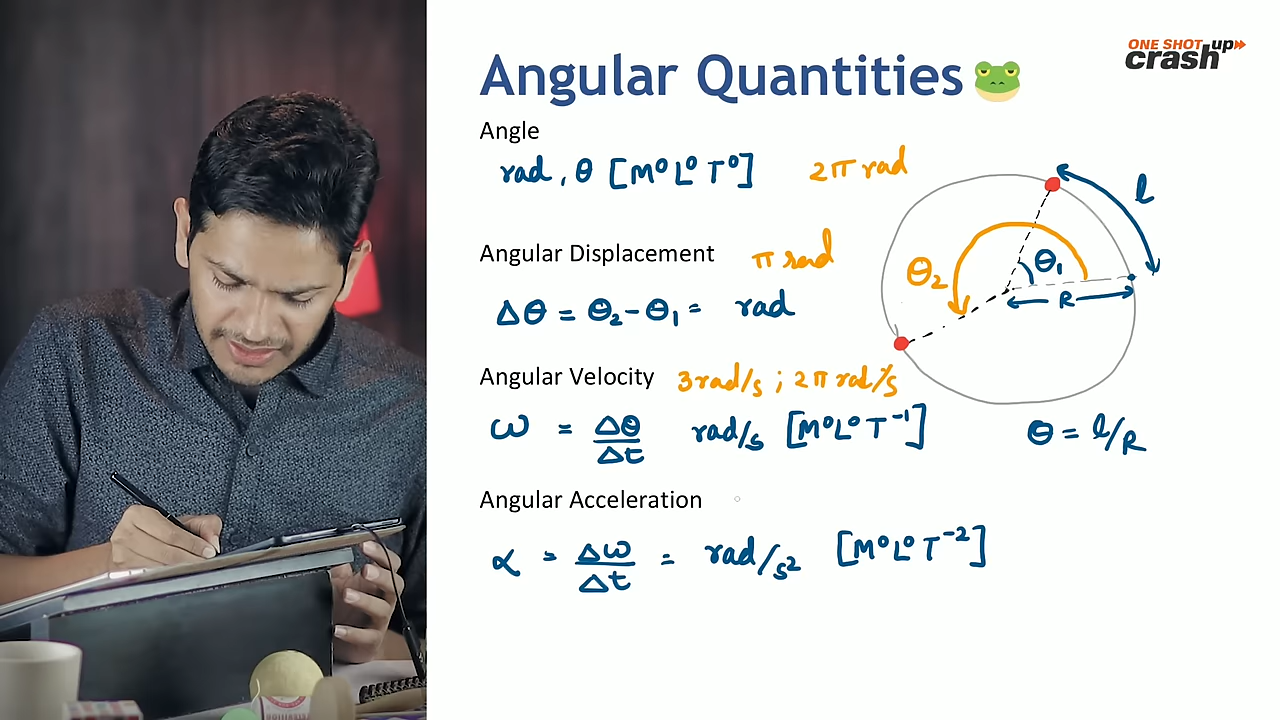 ONE SHOT
crash up
Angular Quantities
Angle
rad, θ [M⁰L⁰T⁰] 2π rad
l
Angular Displacement π rad
θ₂ θ₁
R
Δθ = θ₂ - θ₁ = rad
Angular Velocity 3 rad/s ; 2π rad/s
ω = Δθ/Δt rad/s [M⁰L⁰T⁻¹]
θ = l/R
Angular Acceleration
α = Δω/Δt = rad/s² [M⁰L⁰T⁻²]